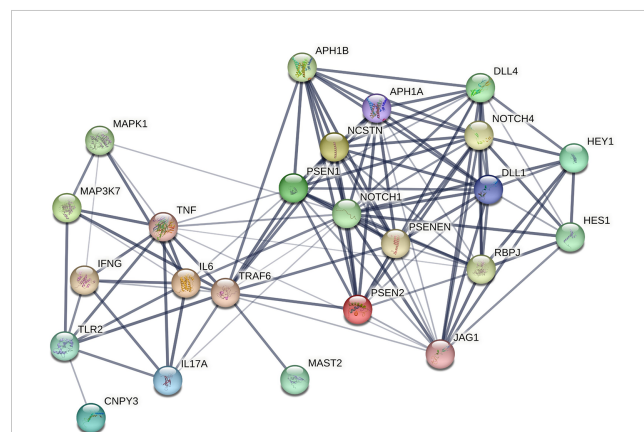 APH1B
DLL4
APH1A
MAPK1
NOTCH4
NCSTN
HEY1
PSEN1
DLL1
MAP3K7
NOTCH1
TNF
HES1
PSENEN
RBPJ
IFNG
IL6
TRAF6
PSEN2
TLR2
JAG1
IL17A
MAST2
CNPY3